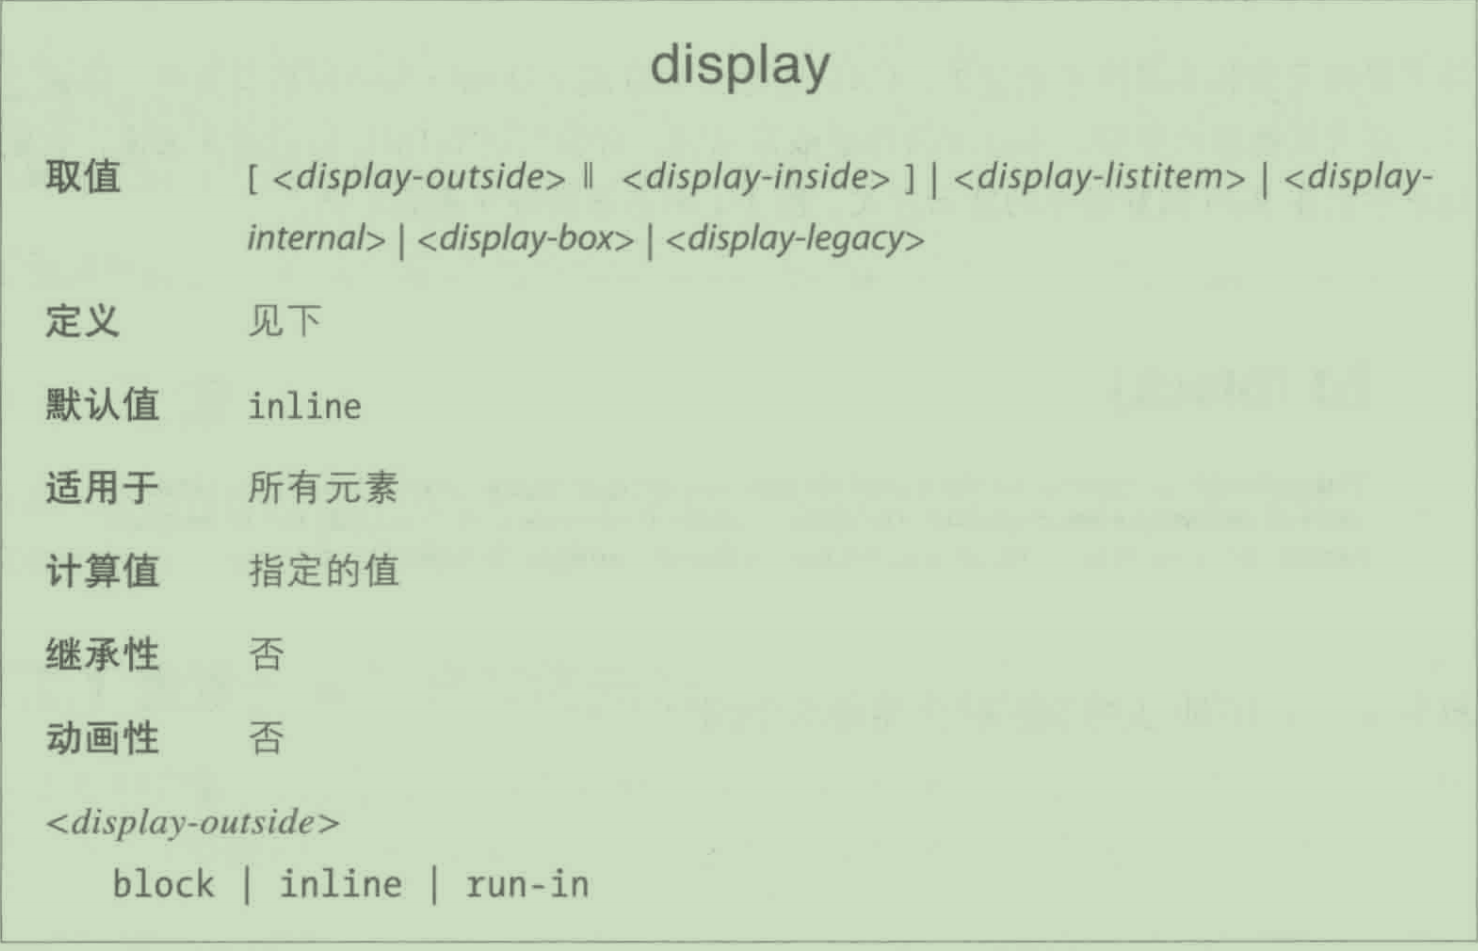 display
取值 [ <display-outside> ‖ <display-inside> ] | <display-listitem> | <display-
internal> | <display-box> | <display-legacy>
定义 见下
默认值 inline
适用于 所有元素
计算值 指定的值
继承性 否
动画性 否
<display-outside>
block | inline | run-in